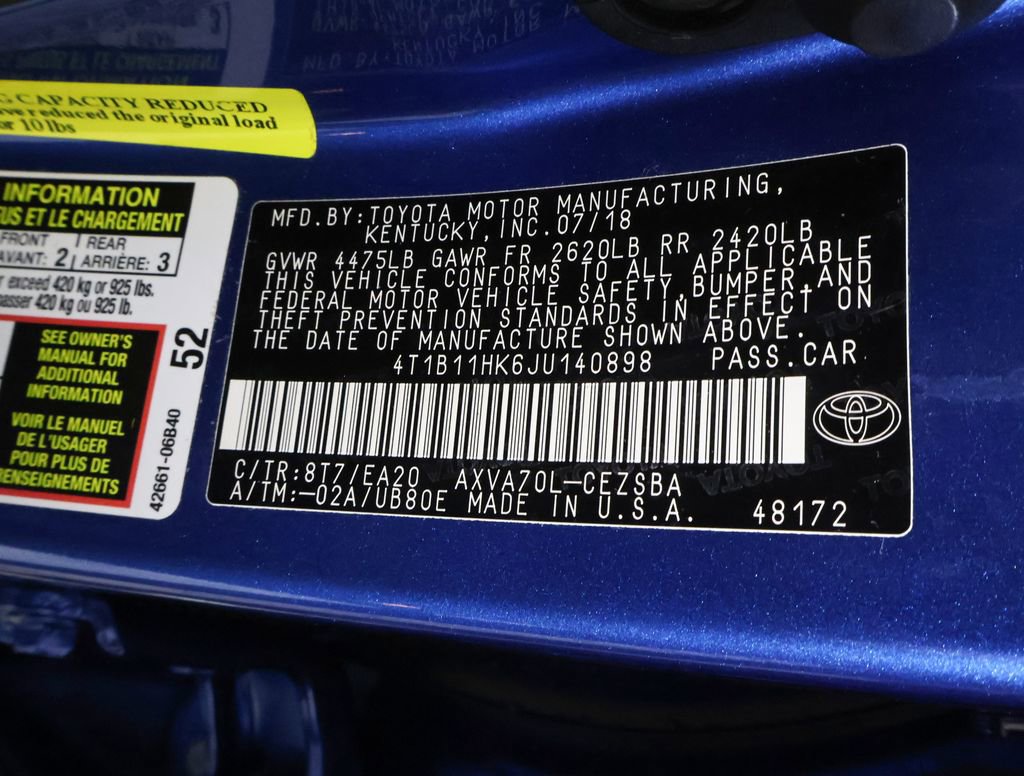 G CAPACITY REDUCED
ve reduced the original load
or 10 lbs
INFORMATION
US ET LE CHARGEMENT
FRONT REAR
AVANT: 2 ARRIÈRE: 3
exceed 420 kg or 925 lbs.
passer 420 kg ou 925 lb.
SEE OWNER'S
MANUAL FOR
ADDITIONAL
INFORMATION
VOIR LE MANUEL
DE L'USAGER
POUR PLUS DE
RENSEIGNEMENTS
52
42661-06B40
MFD.BY:TOYOTA MOTOR MANUFACTURING,
KENTUCKY,INC.07/18
GVWR 4475LB GAWR FR 2620LB RR 2420LB
THIS VEHICLE CONFORMS TO ALL APPLICABLE
FEDERAL MOTOR VEHICLE SAFETY,BUMPER,AND
THEFT PREVENTION STANDARDS IN EFFECT ON
THE DATE OF MANUFACTURE SHOWN ABOVE.
4T1B11HK6JU140898 PASS.CAR
C/TR:8T7/EA20 AXVA70L-CEZSBA
A/TM:-02A/UB80E MADE IN U.S.A. 48172